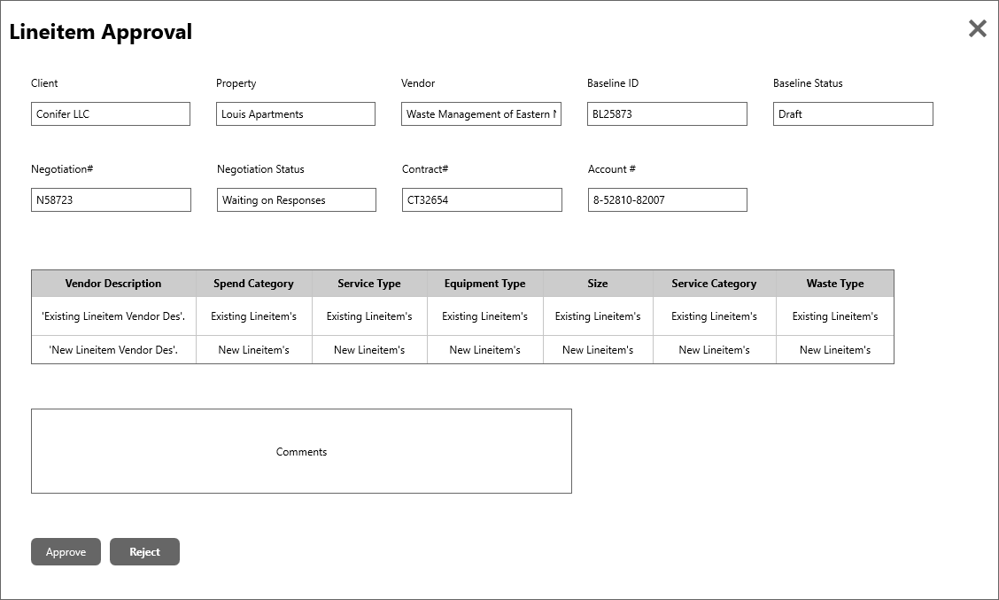 Lineitem Approval
Client Property Vendor Baseline ID Baseline Status
Conifer LLC Louis Apartments Waste Management of Eastern BL25873 Draft
Negotiation# Negotiation Status Contract# Account #
N58723 Waiting on Responses CT32654 8-52810-82007
Vendor Description Spend Category Service Type Equipment Type Size Service Category Waste Type
'Existing Lineitem Vendor Des'. Existing Lineitem's Existing Lineitem's Existing Lineitem's Existing Lineitem's Existing Lineitem's Existing Lineitem's
'New Lineitem Vendor Des'. New Lineitem's New Lineitem's New Lineitem's New Lineitem's New Lineitem's New Lineitem's
Comments
Approve Reject